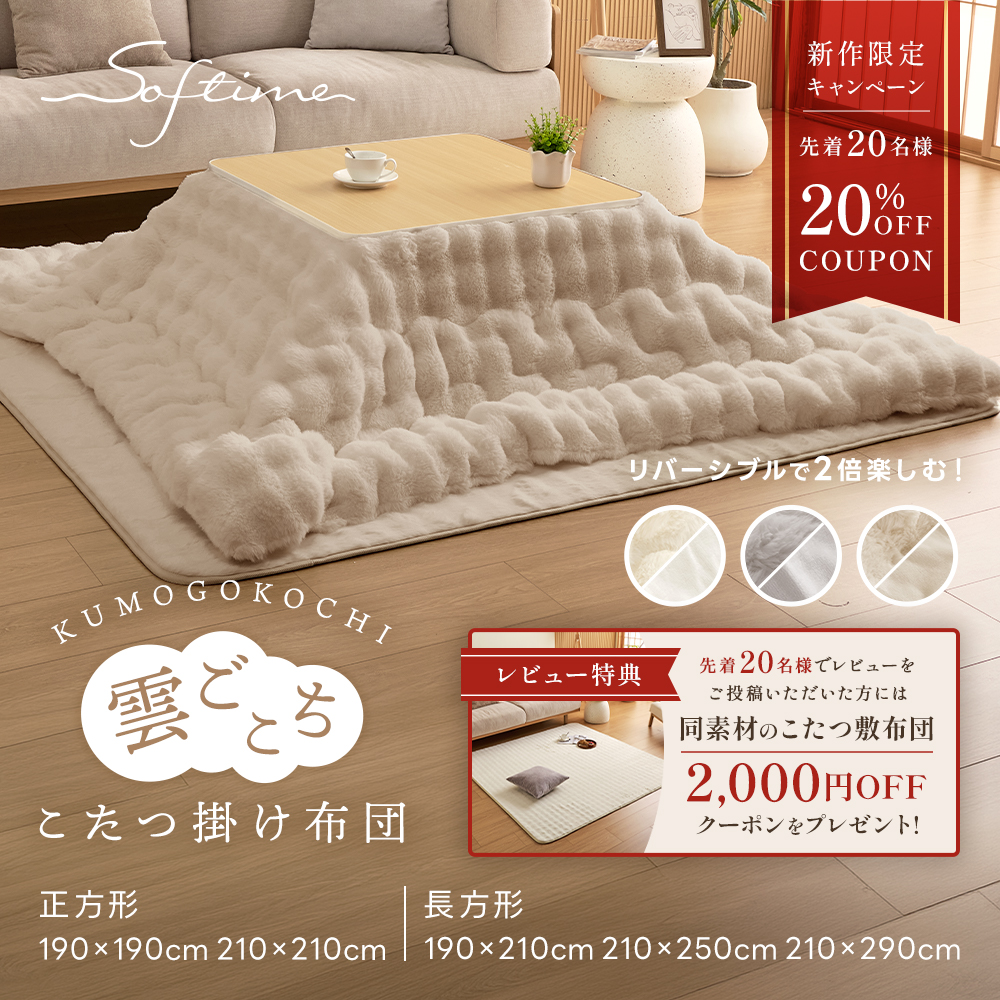 Softime
新作限定
キャンペーン
先着20名様
20%OFF
COUPON
リバーシブルで2倍楽しむ!
KUMOGOKOCHI
雲ごこち
こたつ掛け布団
レビュー特典
先着20名様でレビューを
ご投稿いただいた方には
同素材のこたつ敷布団
2,000円OFF
クーポンをプレゼント!
正方形
190×190cm 210×210cm
長方形
190×210cm 210×250cm 210×290cm